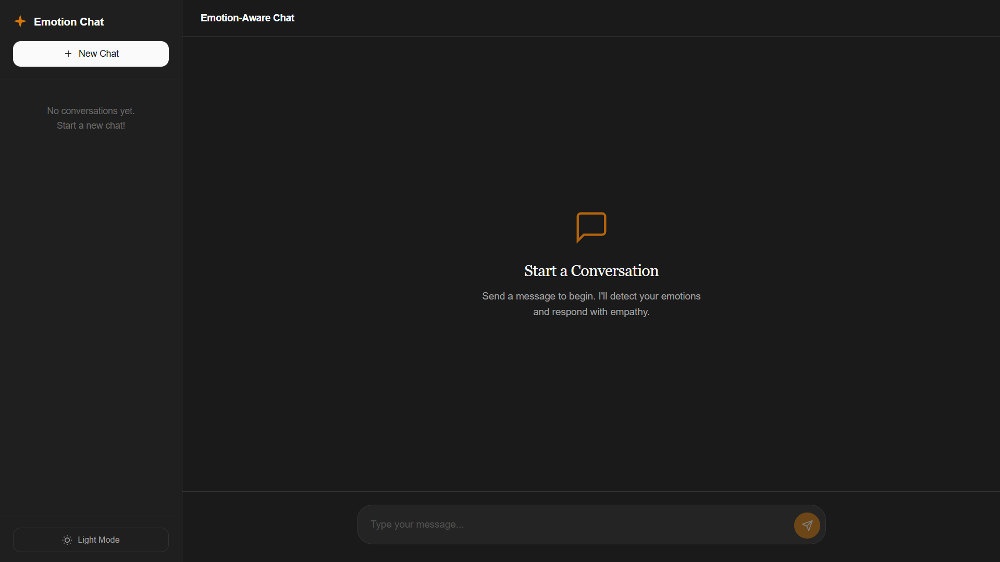 Emotion Chat
New Chat
No conversations yet.
Start a new chat!
Light Mode
Emotion-Aware Chat
Start a Conversation
Send a message to begin. I'll detect your emotions
and respond with empathy.
Type your message...